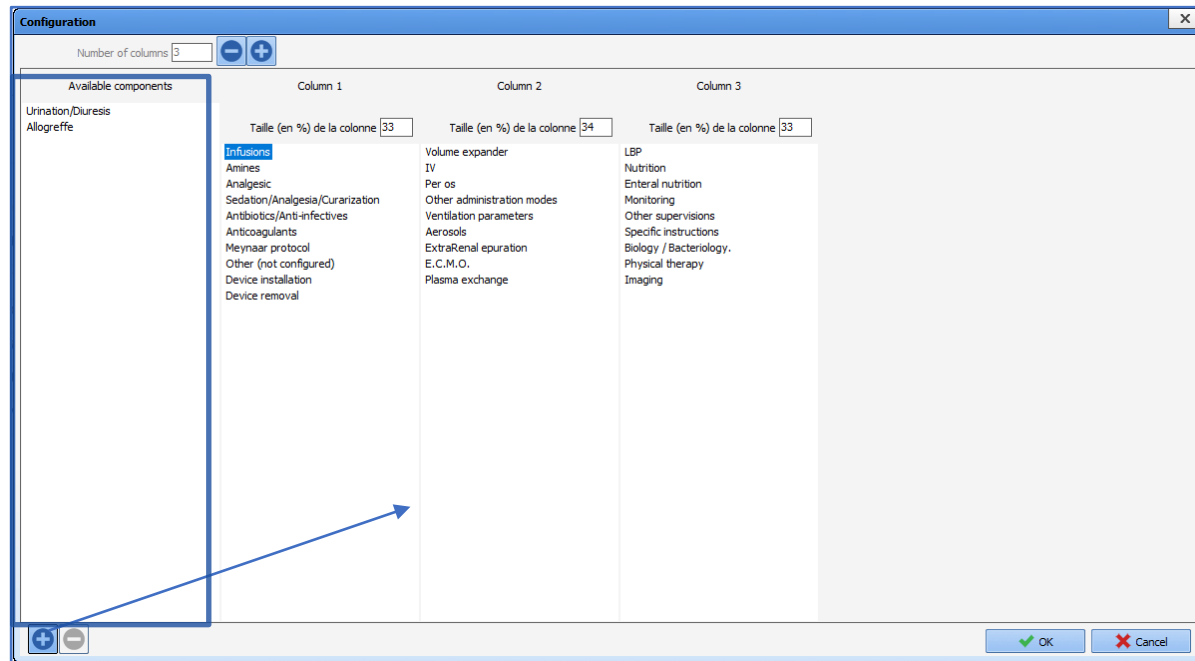 Configuration
Number of columns 3
Available components
Urination/Diuresis
Allogreffe
Column 1
Taille (en %) de la colonne 33
Infusions
Amines
Analgesic
Sedation/Analgesia/Curarization
Antibiotics/Anti-infectives
Anticoagulants
Meynaar protocol
Other (not configured)
Device installation
Device removal
Column 2
Taille (en %) de la colonne 34
Volume expander
IV
Per os
Other administration modes
Ventilation parameters
Aerosols
ExtraRenal epuration
E.C.M.O.
Plasma exchange
Column 3
Taille (en %) de la colonne 33
LBP
Nutrition
Enteral nutrition
Monitoring
Other supervisions
Specific instructions
Biology / Bacteriology.
Physical therapy
Imaging
OK
Cancel